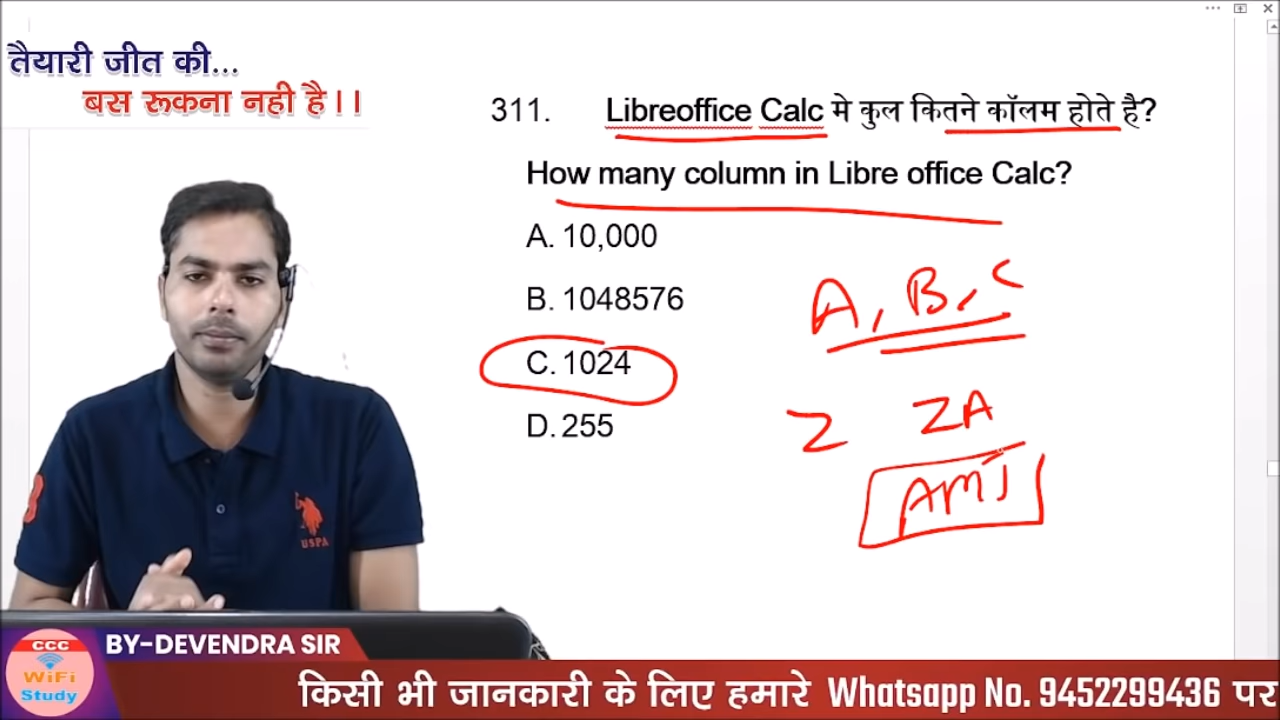 तैयारी जीत की...
बस रूकना नही है।।
311. Libreoffice Calc मे कुल कितने कॉलम होते है?
How many column in Libre office Calc?
A. 10,000
B. 1048576
C. 1024
D. 255
A, B, C
Z ZA
AMJ
USPA
CCC
WiFi
Study
BY-DEVENDRA SIR
किसी भी जानकारी के लिए हमारे Whatsapp No. 9452299436 पर